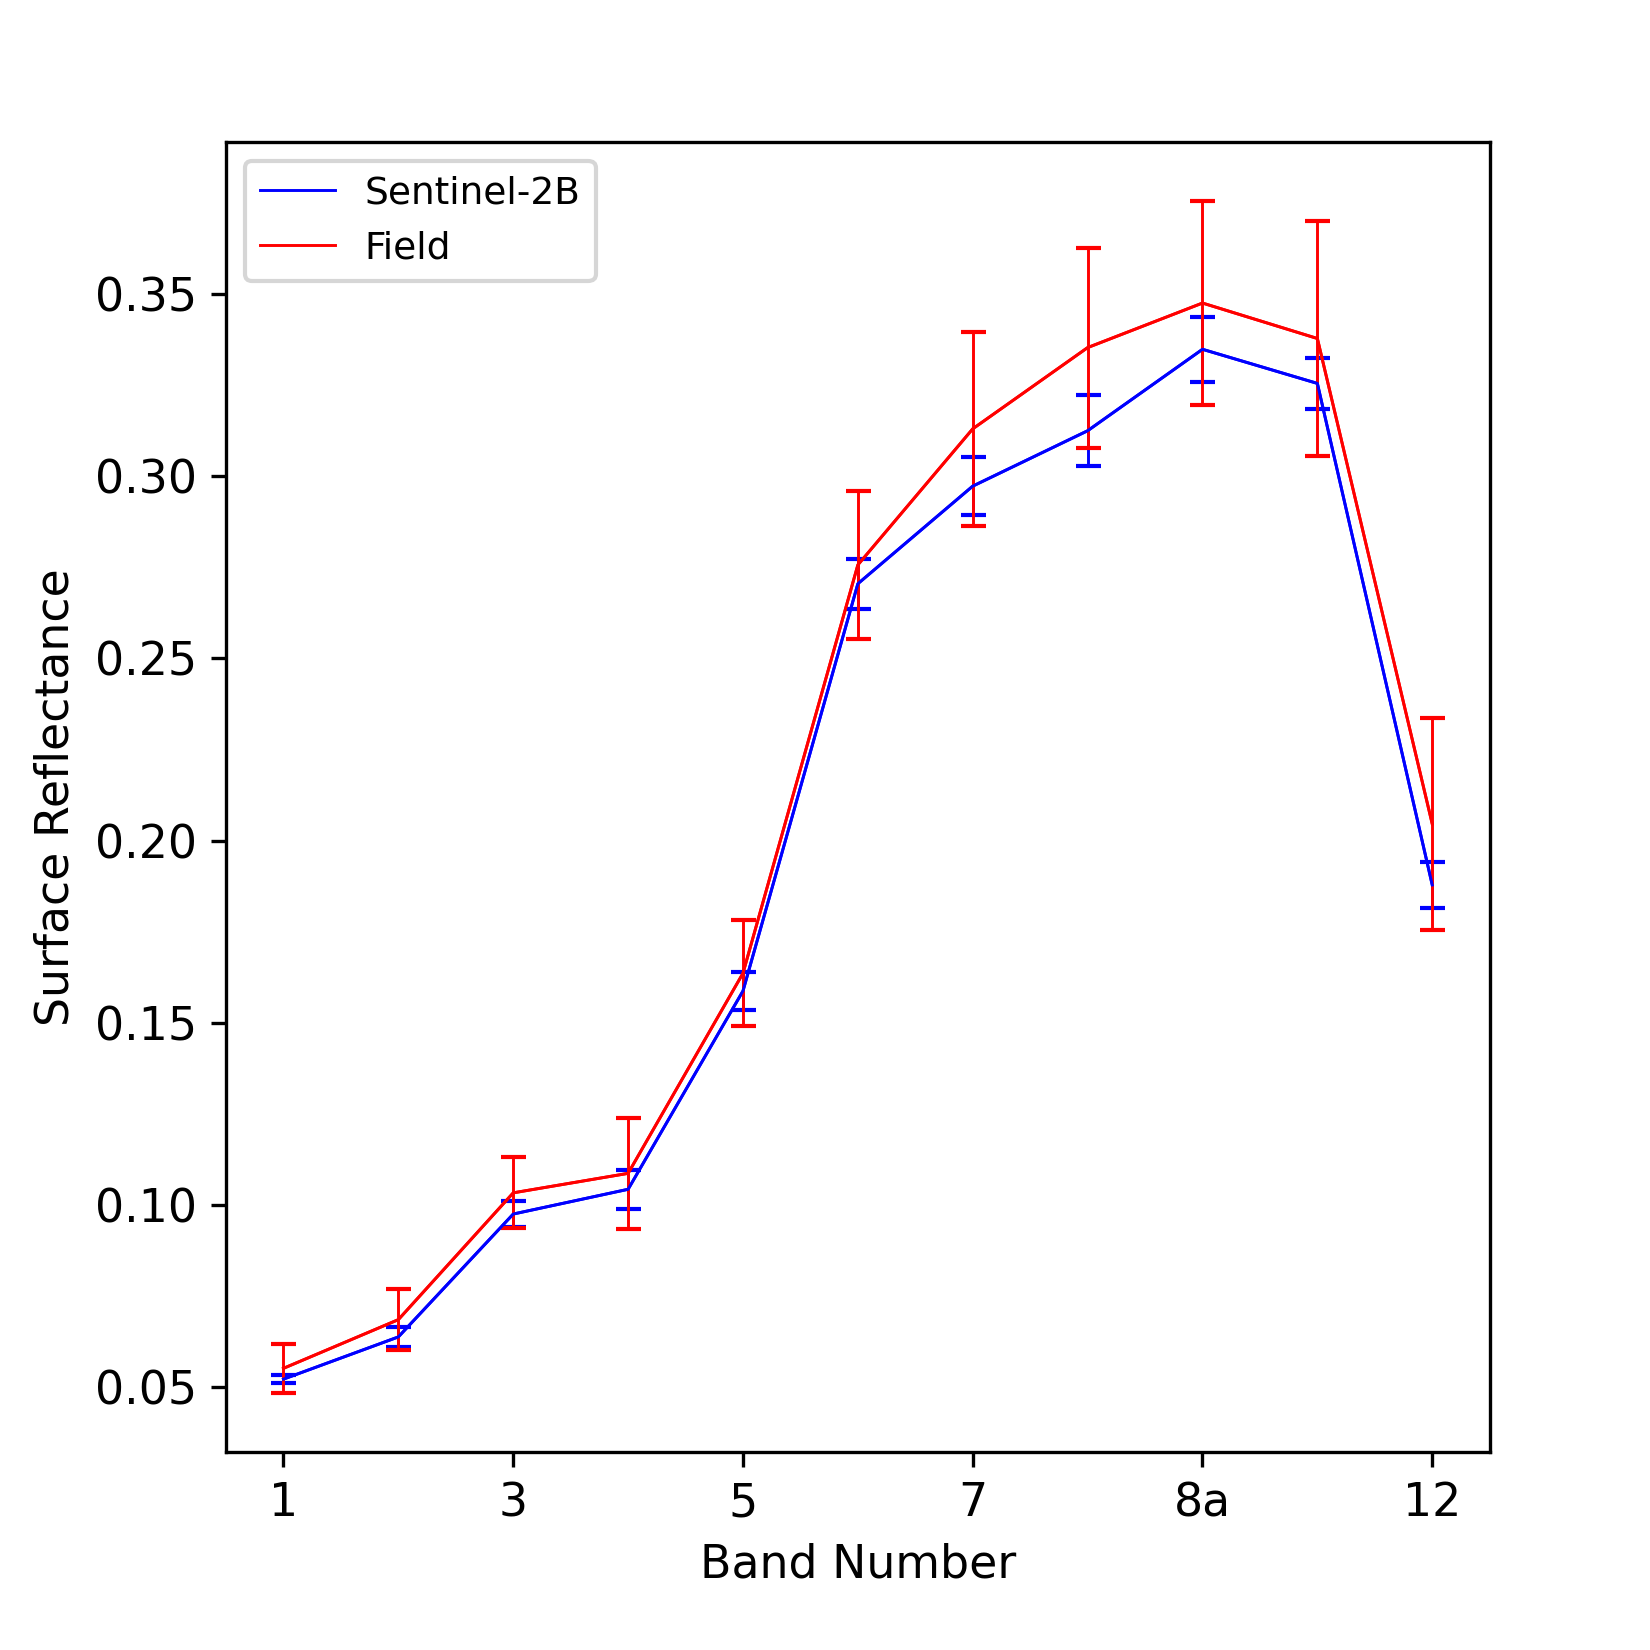 Sentinel-2B
Field
0.35
0.30
0.25
0.20
0.15
0.10
0.05
Surface Reflectance
1 3 5 7 8a 12
Band Number